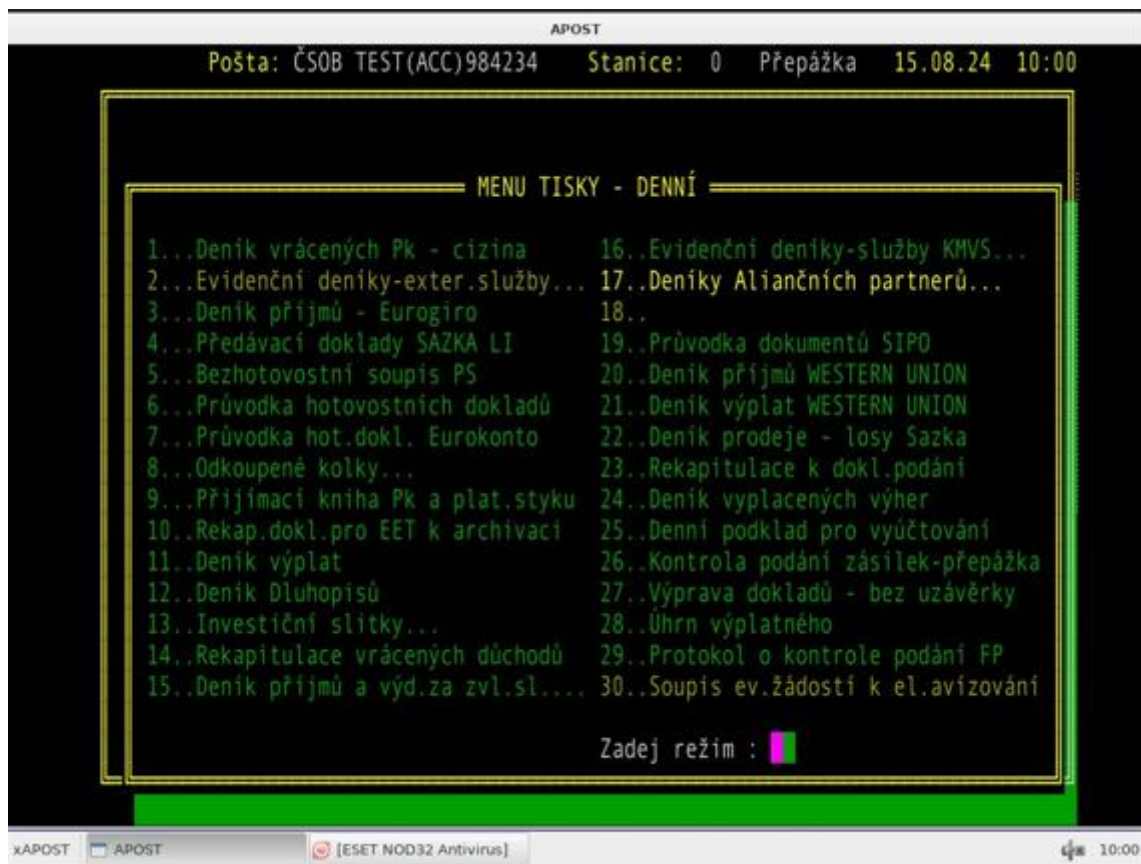 APOST
Pošta: ČSOB TEST(ACC)984234 Stanice: 0 Přepážka 15.08.24 10:00
MENU TISKY - DENNÍ
1...Deník vrácených Pk - cizina 16..Evidenční deníky-služby KMVS...
2...Evidenční deníky-exter.služby... 17..Deníky Aliančních partnerů...
3...Deník příjmů - Eurogiro 18..
4...Předávací doklady SAZKA LI 19..Průvodka dokumentů SIPO
5...Bezhotovostní soupis PS 20..Deník příjmů WESTERN UNION
6...Průvodka hotovostních dokladů 21..Deník výplat WESTERN UNION
7...Průvodka hot.dokl. Eurokonto 22..Deník prodeje - losy Sazka
8...Odkoupené kolky... 23..Rekapitulace k dokl.podání
9...Přijímací kniha Pk a plat.styku 24..Deník vyplacených výher
10..Rekap.dokl.pro EET k archivaci 25..Denní podklad pro vyúčtování
11..Deník výplat 26..Kontrola podání zásilek-přepážka
12..Deník Dluhopisů 27..Výprava dokladů - bez uzávěrky
13..Investiční slitky... 28..Úhrn výplatného
14..Rekapitulace vrácených důchodů 29..Protokol o kontrole podání FP
15..Deník příjmů a výd.za zvl.sl.... 30..Soupis ev.žádostí k el.avízování
Zadej režim :
xAPOST APOST [ESET NOD32 Antivirus] 10:00